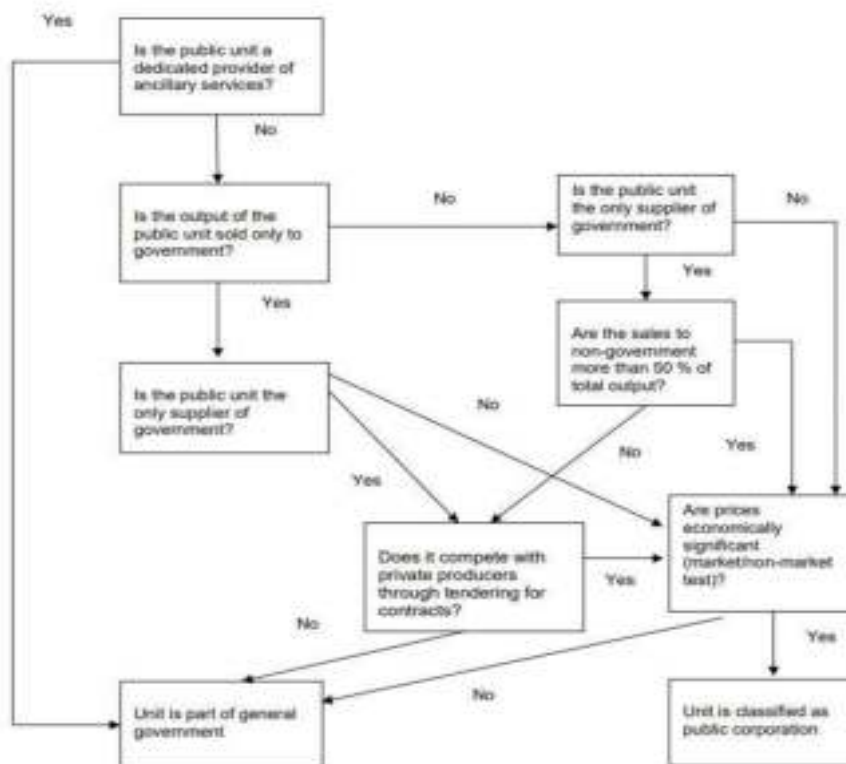 Yes
Is the public unit a
dedicated provider of
ancillary services?
No
Is the output of the
public unit sold only to
government?
No
Is the public unit
the only supplier of
government?
No
Yes
Yes
Are the sales to
non-government
more than 50 % of
total output?
Is the public unit the
only supplier of
government?
No
No
Yes
Yes
Are prices
economically
significant
(market/non-market
test)?
Does it compete with
private producers
through tendering for
contracts?
Yes
No
Yes
No
Unit is part of general
government
Unit is classified as
public corporation